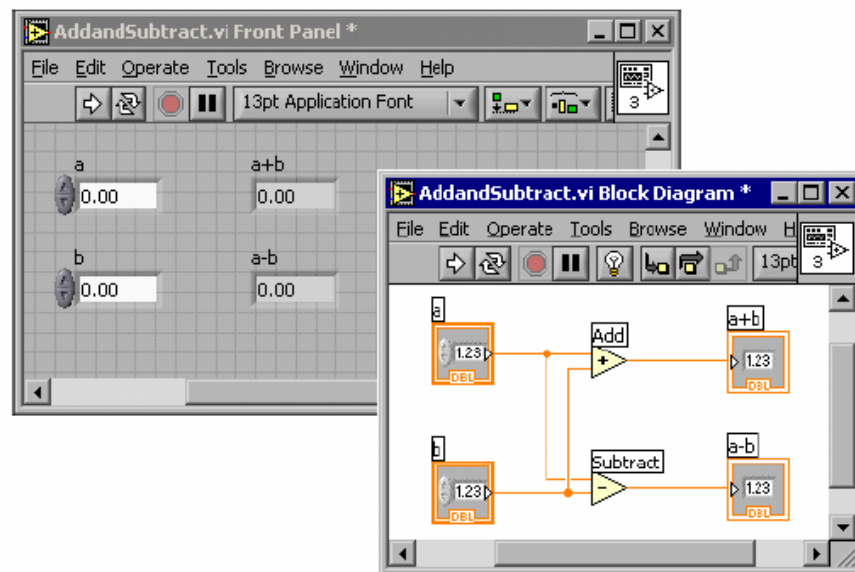 AddandSubtract.vi Front Panel *
File Edit Operate Tools Browse Window Help
13pt Application Font
3
a
a+b
0.00
0.00
b
a-b
0.00
0.00
AddandSubtract.vi Block Diagram *
File Edit Operate Tools Browse Window H
13pt
3
a
1.23
DBL
Add
+
a+b
1.23
DBL
b
1.23
DBL
Subtract
-
a-b
1.23
DBL